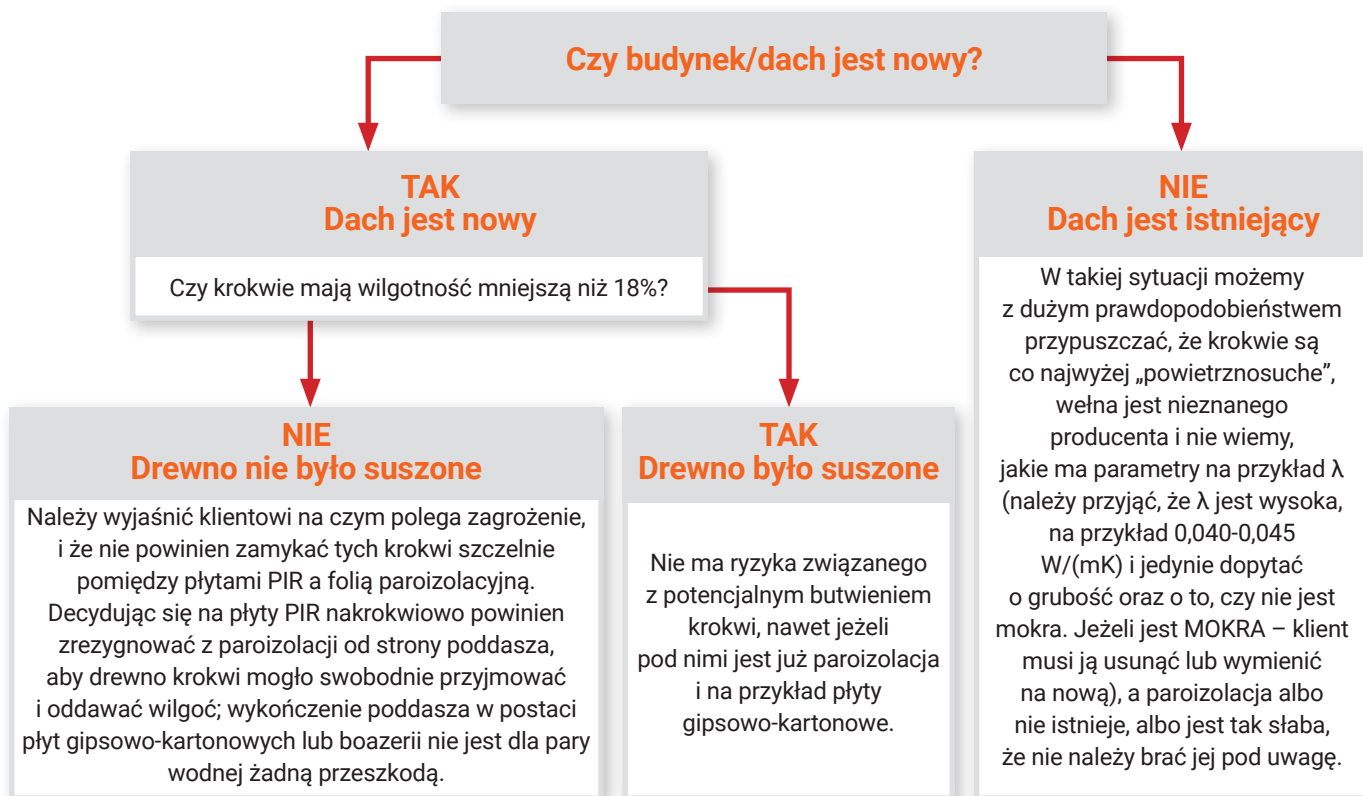 Czy budynek/dach jest nowy?
TAK
Dach jest nowy
Czy krokwie mają wilgotność mniejszą niż 18%?
NIE
Drewno nie było suszone
Należy wyjaśnić klientowi na czym polega zagrożenie,
i że nie powinien zamykać tych krokwi szczelnie
pomiędzy płytami PIR a folią paroizolacyjną.
Decydując się na płyty PIR nakrokwiowo powinien
zrezygnować z paroizolacji od strony poddasza,
aby drewno krokwi mogło swobodnie przyjmować
i oddawać wilgoć; wykończenie poddasza w postaci
płyt gipsowo-kartonowych lub boazerii nie jest dla pary
wodnej żadną przeszkodą.
TAK
Drewno było suszone
Nie ma ryzyka związanego
z potencjalnym butwieniem
krokwi, nawet jeżeli
pod nimi jest już paroizolacja
i na przykład płyty
gipsowo-kartonowe.
NIE
Dach jest istniejący
W takiej sytuacji możemy
z dużym prawdopodobieństwem
przypuszczać, że krokwie są
co najwyżej „powietrznosuche”,
wełna jest nieznanego
producenta i nie wiemy,
jakie ma parametry na przykład λ
(należy przyjąć, że λ jest wysoka,
na przykład 0,040-0,045
W/(mK) i jedynie dopytać
o grubość oraz o to, czy nie jest
mokra. Jeżeli jest MOKRA – klient
musi ją usunąć lub wymienić
na nową), a paroizolacja albo
nie istnieje, albo jest tak słaba,
że nie należy brać jej pod uwagę.